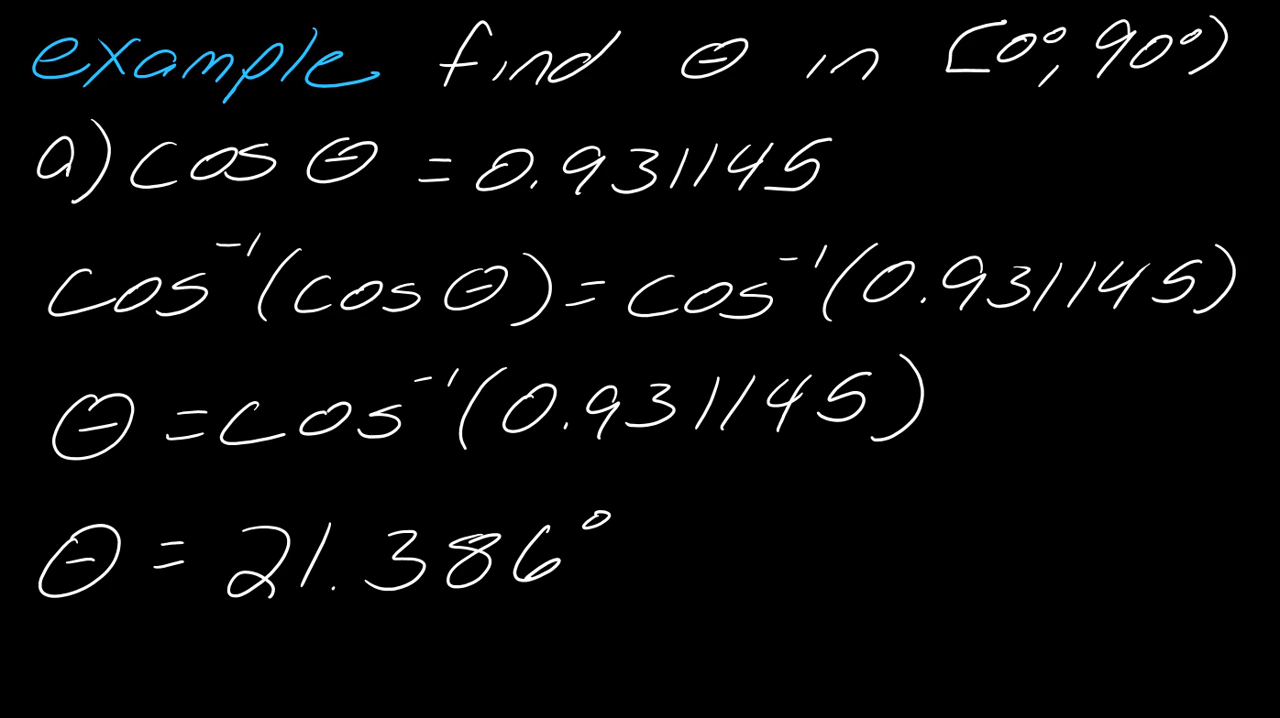 example find θ in [0°, 90°)
a) cos θ = 0.931145
cos⁻¹(cos θ) = cos⁻¹(0.931145)
θ = cos⁻¹(0.931145)
θ = 21.386°